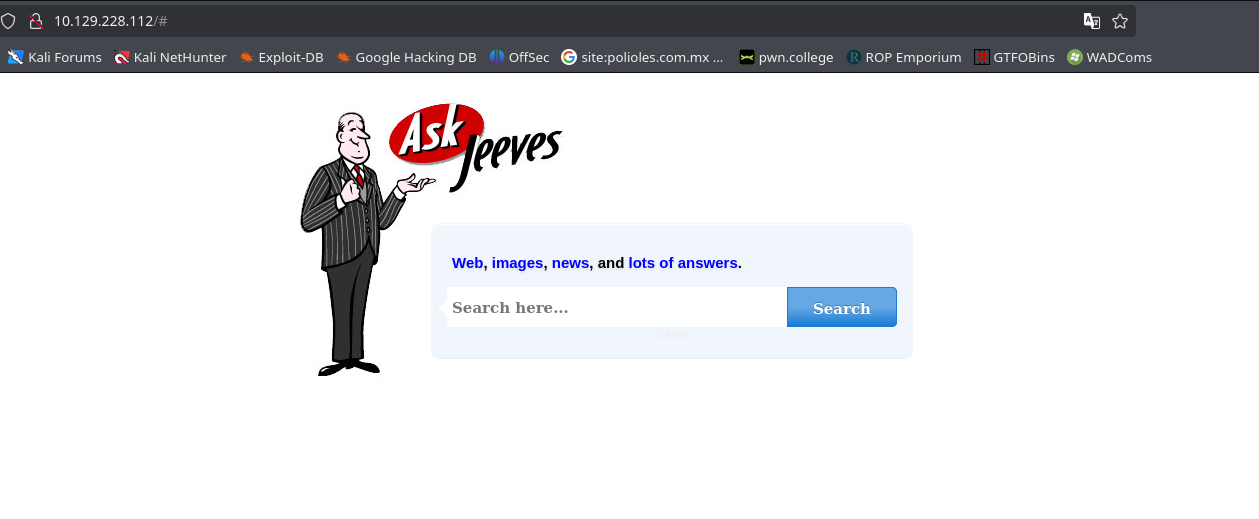 10.129.228.112/#
Kali Forums Kali NetHunter Exploit-DB Google Hacking DB OffSec site:polioles.com.mx ... pwn.college ROP Emporium GTFOBins WADComs
Ask Jeeves
Web, images, news, and lots of answers.
Search here... Search